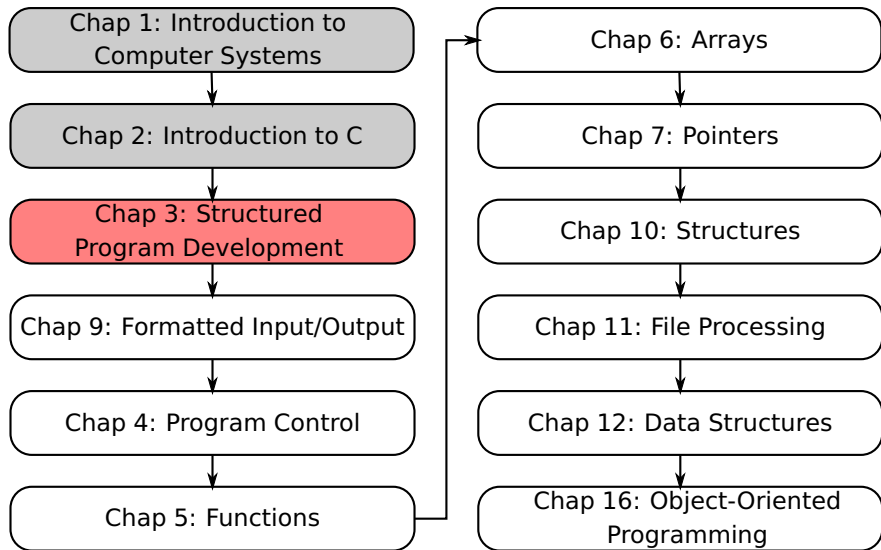 Chap 1: Introduction to
Computer Systems
Chap 2: Introduction to C
Chap 3: Structured
Program Development
Chap 9: Formatted Input/Output
Chap 4: Program Control
Chap 5: Functions
Chap 6: Arrays
Chap 7: Pointers
Chap 10: Structures
Chap 11: File Processing
Chap 12: Data Structures
Chap 16: Object-Oriented
Programming